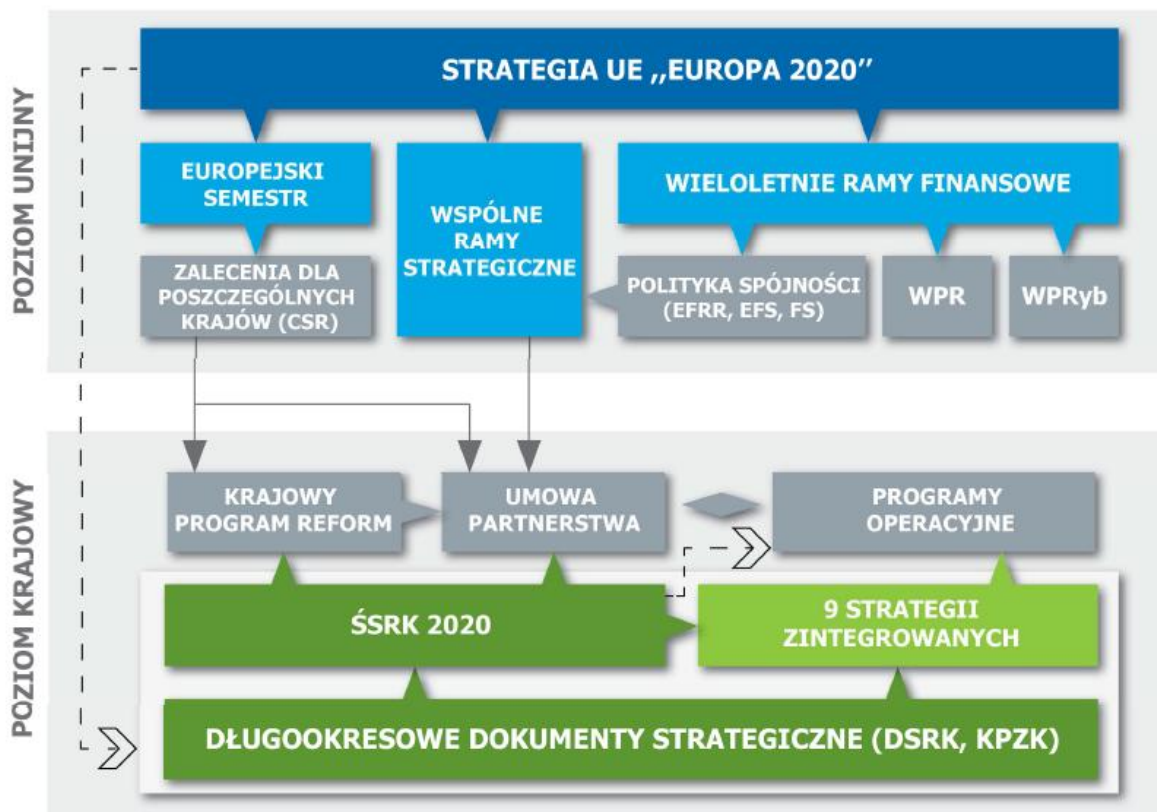 POZIOM UNIJNY
STRATEGIA UE ,,EUROPA 2020”
EUROPEJSKI
SEMESTR
WSPÓLNE
RAMY
STRATEGICZNE
WIELOLETNIE RAMY FINANSOWE
ZALECENIA DLA
POSZCZEGÓLNYCH
KRAJÓW (CSR)
POLITYKA SPÓJNOŚCI
(EFRR, EFS, FS)
WPR
WPRyb
POZIOM KRAJOWY
KRAJOWY
PROGRAM REFORM
UMOWA
PARTNERSTWA
PROGRAMY
OPERACYJNE
ŚSRK 2020
9 STRATEGII
ZINTEGROWANYCH
DŁUGOOKRESOWE DOKUMENTY STRATEGICZNE (DSRK, KPZK)